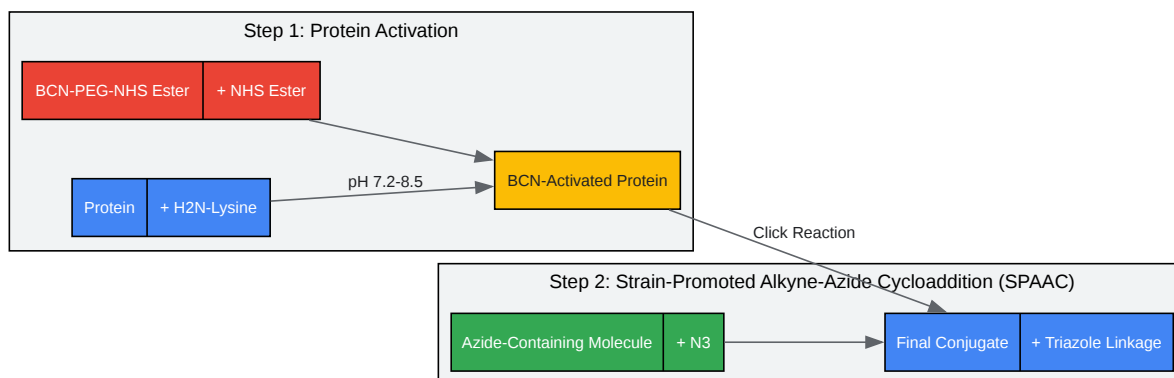 Step 1: Protein Activation
BCN-PEG-NHS Ester
+ NHS Ester
Protein
+ H2N-Lysine
pH 7.2-8.5
BCN-Activated Protein
Click Reaction
Step 2: Strain-Promoted Alkyne-Azide Cycloaddition (SPAAC)
Azide-Containing Molecule
+ N3
Final Conjugate
+ Triazole Linkage